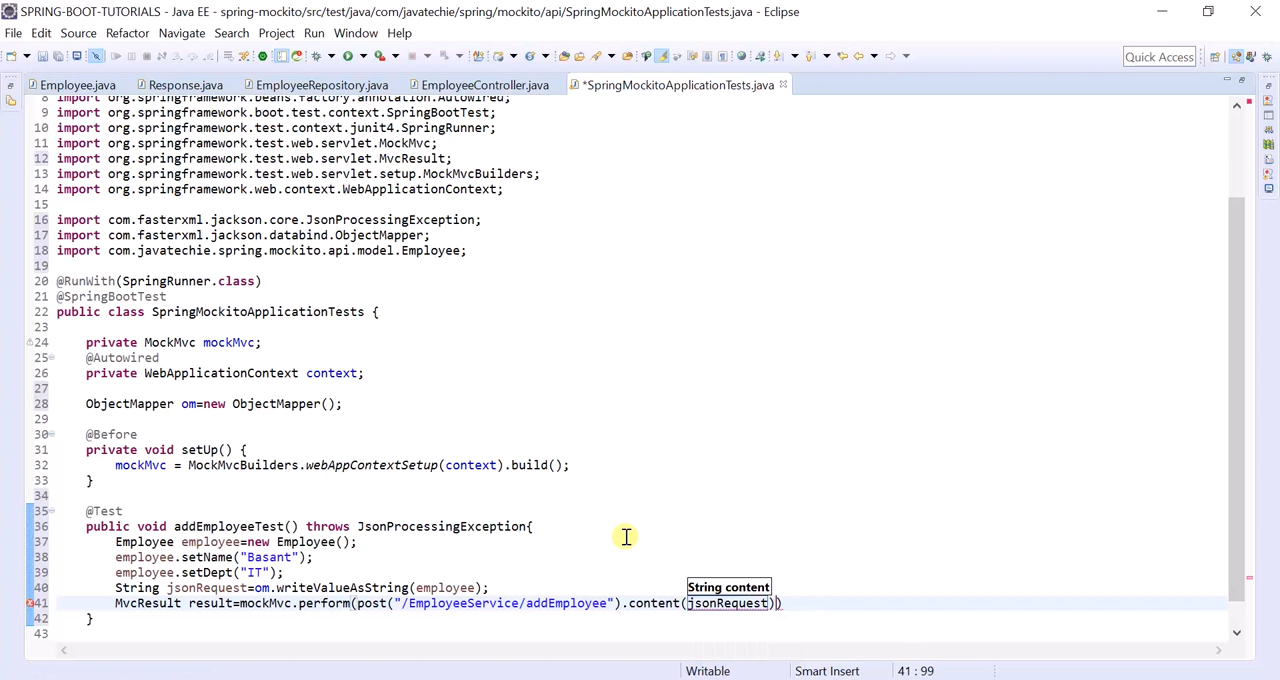 SPRING-BOOT-TUTORIALS - Java EE - spring-mockito/src/test/java/com/javatechie/spring/mockito/api/SpringMockitoApplicationTests.java - Eclipse
File Edit Source Refactor Navigate Search Project Run Window Help
Quick Access
Employee.java Response.java EmployeeRepository.java EmployeeController.java *SpringMockitoApplicationTests.java
8 import org.springframework.beans.factory.annotation.Autowired;
9 import org.springframework.boot.test.context.SpringBootTest;
10 import org.springframework.test.context.junit4.SpringRunner;
11 import org.springframework.test.web.servlet.MockMvc;
12 import org.springframework.test.web.servlet.MvcResult;
13 import org.springframework.test.web.servlet.setup.MockMvcBuilders;
14 import org.springframework.web.context.WebApplicationContext;
15
16 import com.fasterxml.jackson.core.JsonProcessingException;
17 import com.fasterxml.jackson.databind.ObjectMapper;
18 import com.javatechie.spring.mockito.api.model.Employee;
19
20 @RunWith(SpringRunner.class)
21 @SpringBootTest
22 public class SpringMockitoApplicationTests {
23
24 private MockMvc mockMvc;
25 @Autowired
26 private WebApplicationContext context;
27
28 ObjectMapper om=new ObjectMapper();
29
30 @Before
31 private void setUp() {
32 mockMvc = MockMvcBuilders.webAppContextSetup(context).build();
33 }
34
35 @Test
36 public void addEmployeeTest() throws JsonProcessingException{
37 Employee employee=new Employee();
38 employee.setName("Basant");
39 employee.setDept("IT");
String content
40 String jsonRequest=om.writeValueAsString(employee);
41 MvcResult result=mockMvc.perform(post("/EmployeeService/addEmployee").content(jsonRequest))
42 }
43
Writable Smart Insert 41 : 99